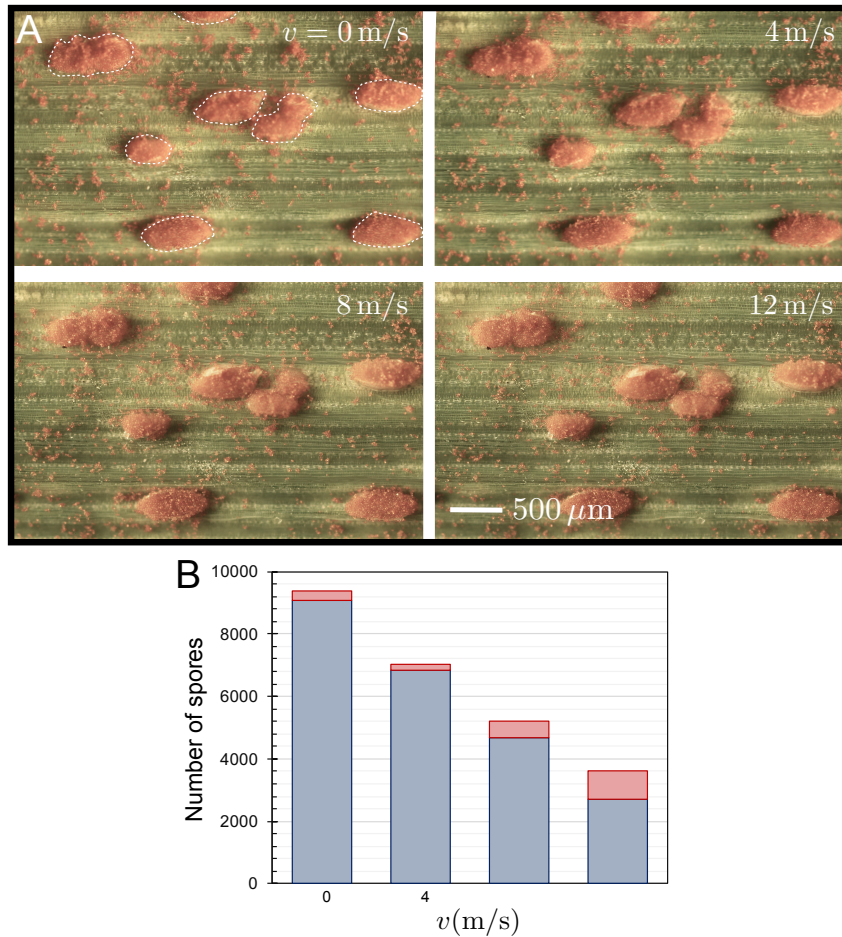 A
v = 0 m/s
4 m/s
8 m/s
12 m/s
500 μm
B
10000
8000
6000
4000
2000
0
Number of spores
0 4
v(m/s)